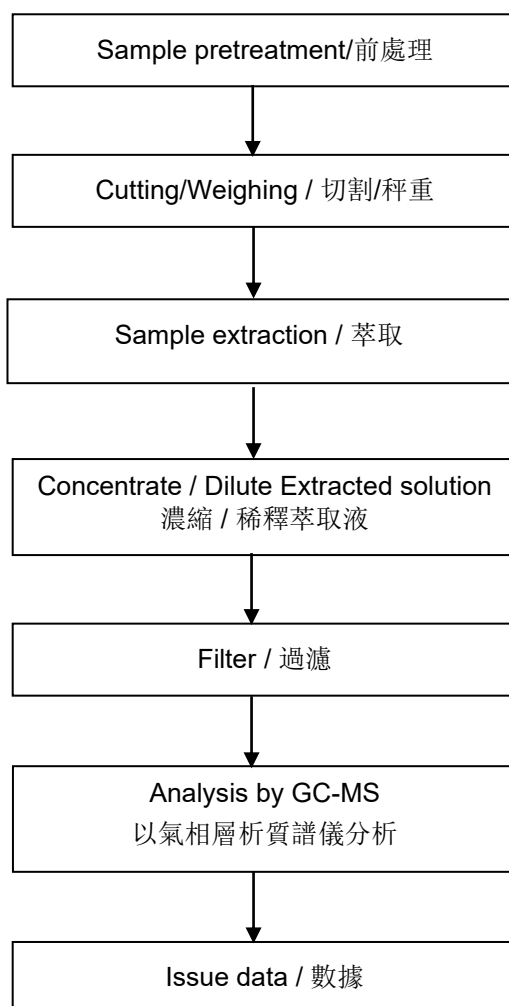 Sample pretreatment/前處理
Cutting/Weighing / 切割/秤重
Sample extraction / 萃取
Concentrate / Dilute Extracted solution
濃縮 / 稀釋萃取液
Filter / 過濾
Analysis by GC-MS
以氣相層析質譜儀分析
Issue data / 數據